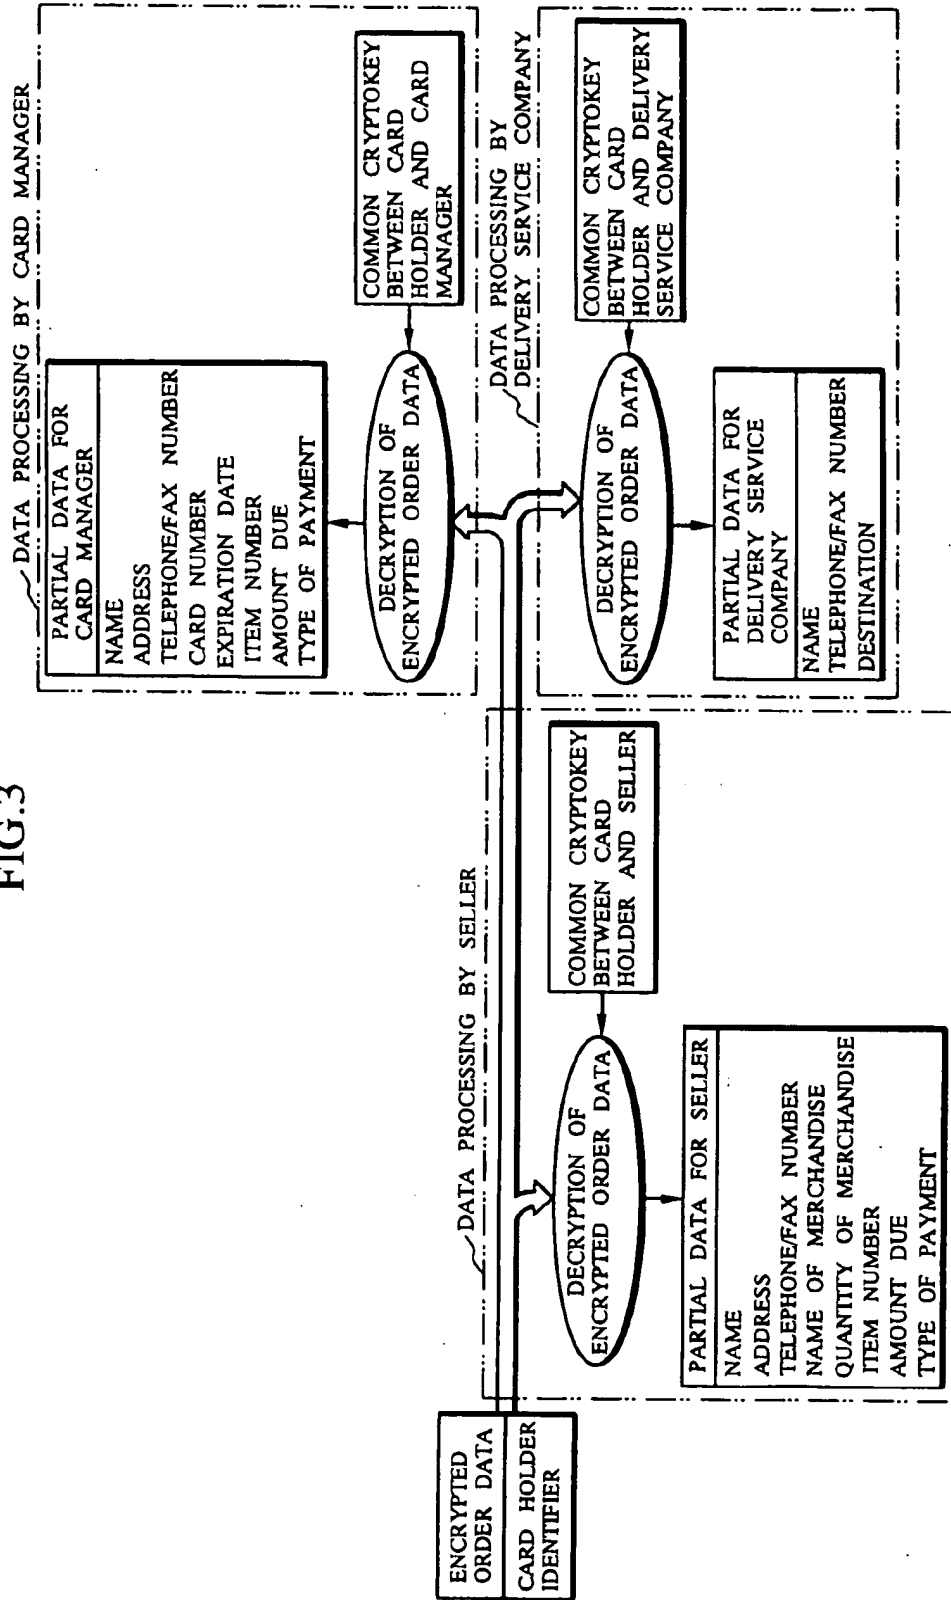 FIG.3
ENCRYPTED
ORDER DATA
CARD HOLDER
IDENTIFIER
DATA PROCESSING BY SELLER
DECRYPTION OF
ENCRYPTED ORDER DATA
COMMON CRYPTOKEY
BETWEEN CARD
HOLDER AND SELLER
PARTIAL DATA FOR SELLER
NAME
ADDRESS
TELEPHONE/FAX NUMBER
NAME OF MERCHANDISE
QUANTITY OF MERCHANDISE
ITEM NUMBER
AMOUNT DUE
TYPE OF PAYMENT
DATA PROCESSING BY CARD MANAGER
PARTIAL DATA FOR
CARD MANAGER
NAME
ADDRESS
TELEPHONE/FAX NUMBER
CARD NUMBER
EXPIRATION DATE
ITEM NUMBER
AMOUNT DUE
TYPE OF PAYMENT
DECRYPTION OF
ENCRYPTED ORDER DATA
COMMON CRYPTOKEY
BETWEEN CARD
HOLDER AND CARD
MANAGER
DATA PROCESSING BY
DELIVERY SERVICE COMPANY
DECRYPTION OF
ENCRYPTED ORDER DATA
COMMON CRYPTOKEY
BETWEEN CARD
HOLDER AND DELIVERY
SERVICE COMPANY
PARTIAL DATA FOR
DELIVERY SERVICE
COMPANY
NAME
TELEPHONE/FAX NUMBER
DESTINATION